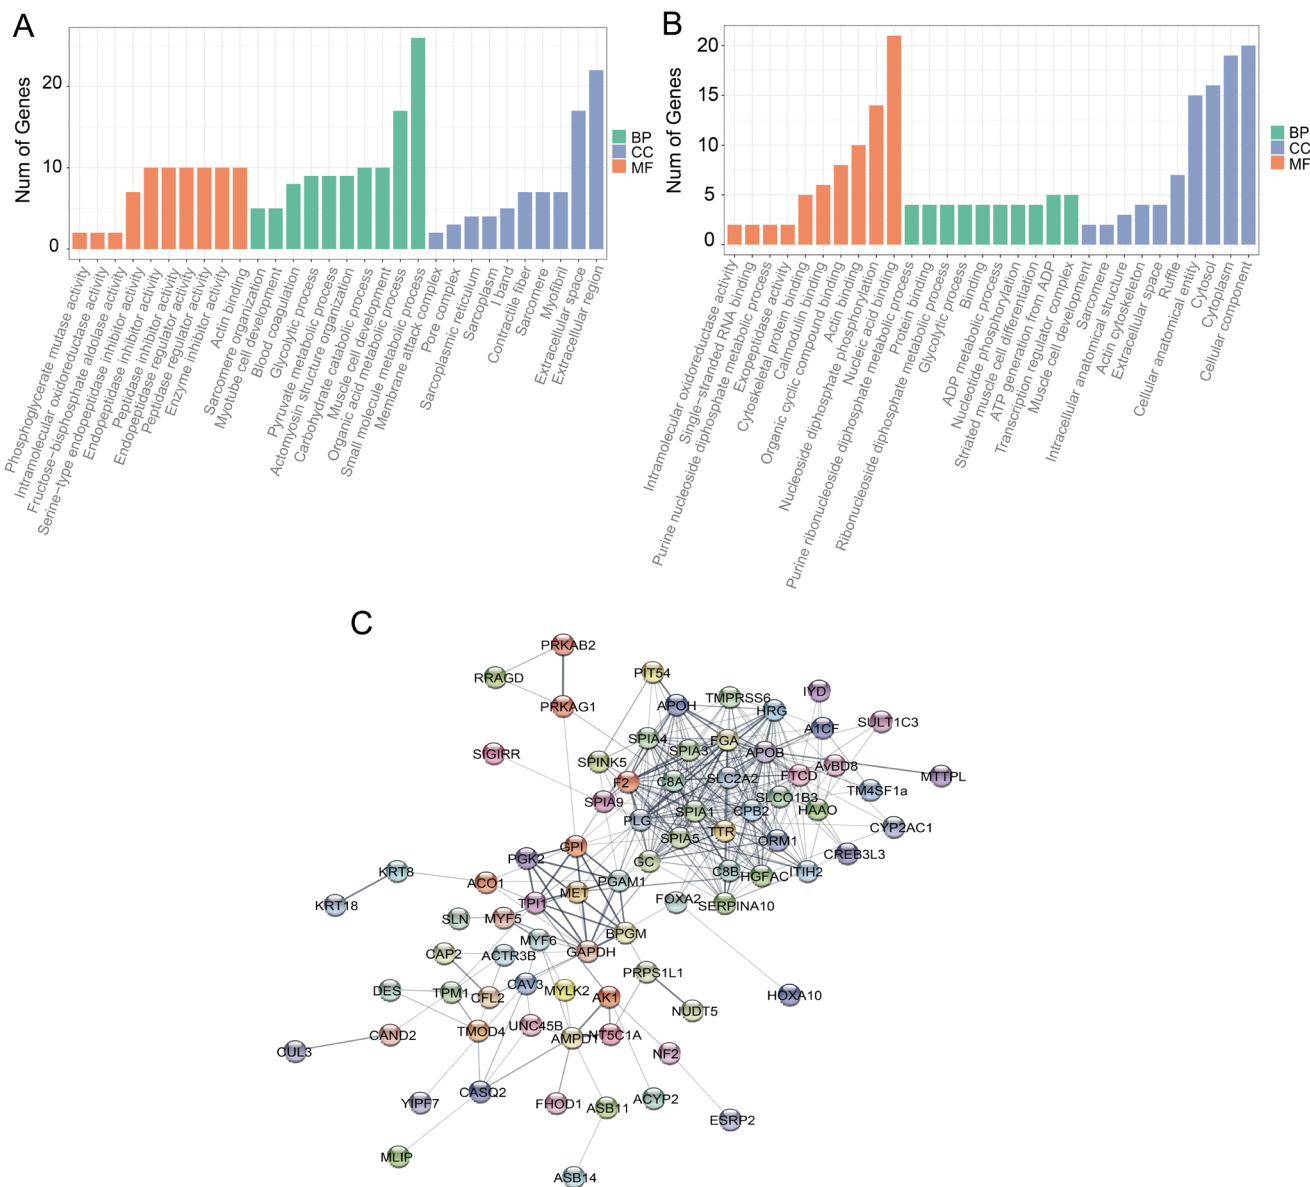 A
Num of Genes
20
10
0
Phosphoglycerate mutase activity
Intramolecular oxidoreductase activity
Fructose−bisphosphate aldolase activity
Serine−type endopeptidase inhibitor activity
Endopeptidase inhibitor activity
Peptidase inhibitor activity
Endopeptidase regulator activity
Peptidase regulator activity
Enzyme inhibitor activity
Actin binding
Sarcomere organization
Myotube cell development
Blood coagulation
Glycolytic process
Pyruvate metabolic process
Actomyosin structure organization
Carbohydrate catabolic process
Muscle cell development
Organic acid metabolic process
Small molecule metabolic process
Membrane attack complex
Pore complex
Sarcoplasmic reticulum
Sarcoplasm
I band
Contractile fiber
Sarcomere
Myofibril
Extracellular space
Extracellular region
BP
CC
MF
B
Num of Genes
20
15
10
5
0
Intramolecular oxidoreductase activity
Single−stranded RNA binding
Purine nucleoside diphosphate metabolic process
Exopeptidase activity
Cytoskeletal protein binding
Calmodulin binding
Organic cyclic compound binding
Actin binding
Nucleoside diphosphate phosphorylation
Nucleic acid binding
Nucleoside diphosphate metabolic process
Protein binding
Purine ribonucleoside diphosphate metabolic process
Glycolytic process
Ribonucleoside diphosphate metabolic process
Binding
ADP metabolic process
Nucleotide phosphorylation
Striated muscle cell differentiation
ATP generation from ADP
Transcription regulator complex
Muscle cell development
Sarcomere
Intracellular anatomical structure
Actin cytoskeleton
Extracellular space
Ruffle
Cellular anatomical entity
Cytosol
Cytoplasm
Cellular component
BP
CC
MF
C
PRKAB2
RRAGD
PIT54
IYD
TMPRSS6
PRKAG1
APOH
HRG
SULT1C3
A1CF
SPIA4
FGA
SIGIRR
SPIA3
APOB
SPINK5
AvBD8
F2
C8A
SLC2A2
FTCD
MTTPL
TM4SF1a
SPIA9
SLCO1B3
SPIA1
CPB2
HAAO
PLG
TTR
CYP2AC1
SPIA5
ORM1
GPI
CREB3L3
PGK2
GC
KRT8
C8B
HGFAC
ITIH2
ACO1
PGAM1
MET
KRT18
TPI1
FOXA2
SERPINA10
SLN
MYF5
BPGM
MYF6
CAP2
ACTR3B
GAPDH
PRPS1L1
DES
TPM1
CFL2
CAV3
MYLK2
AK1
HOXA10
NUDT5
CAND2
TMOD4
UNC45B
AMPD1
NT5C1A
CUL3
NF2
YIPF7
CASQ2
FHOD1
ASB11
ACYP2
ESRP2
MLIP
ASB14